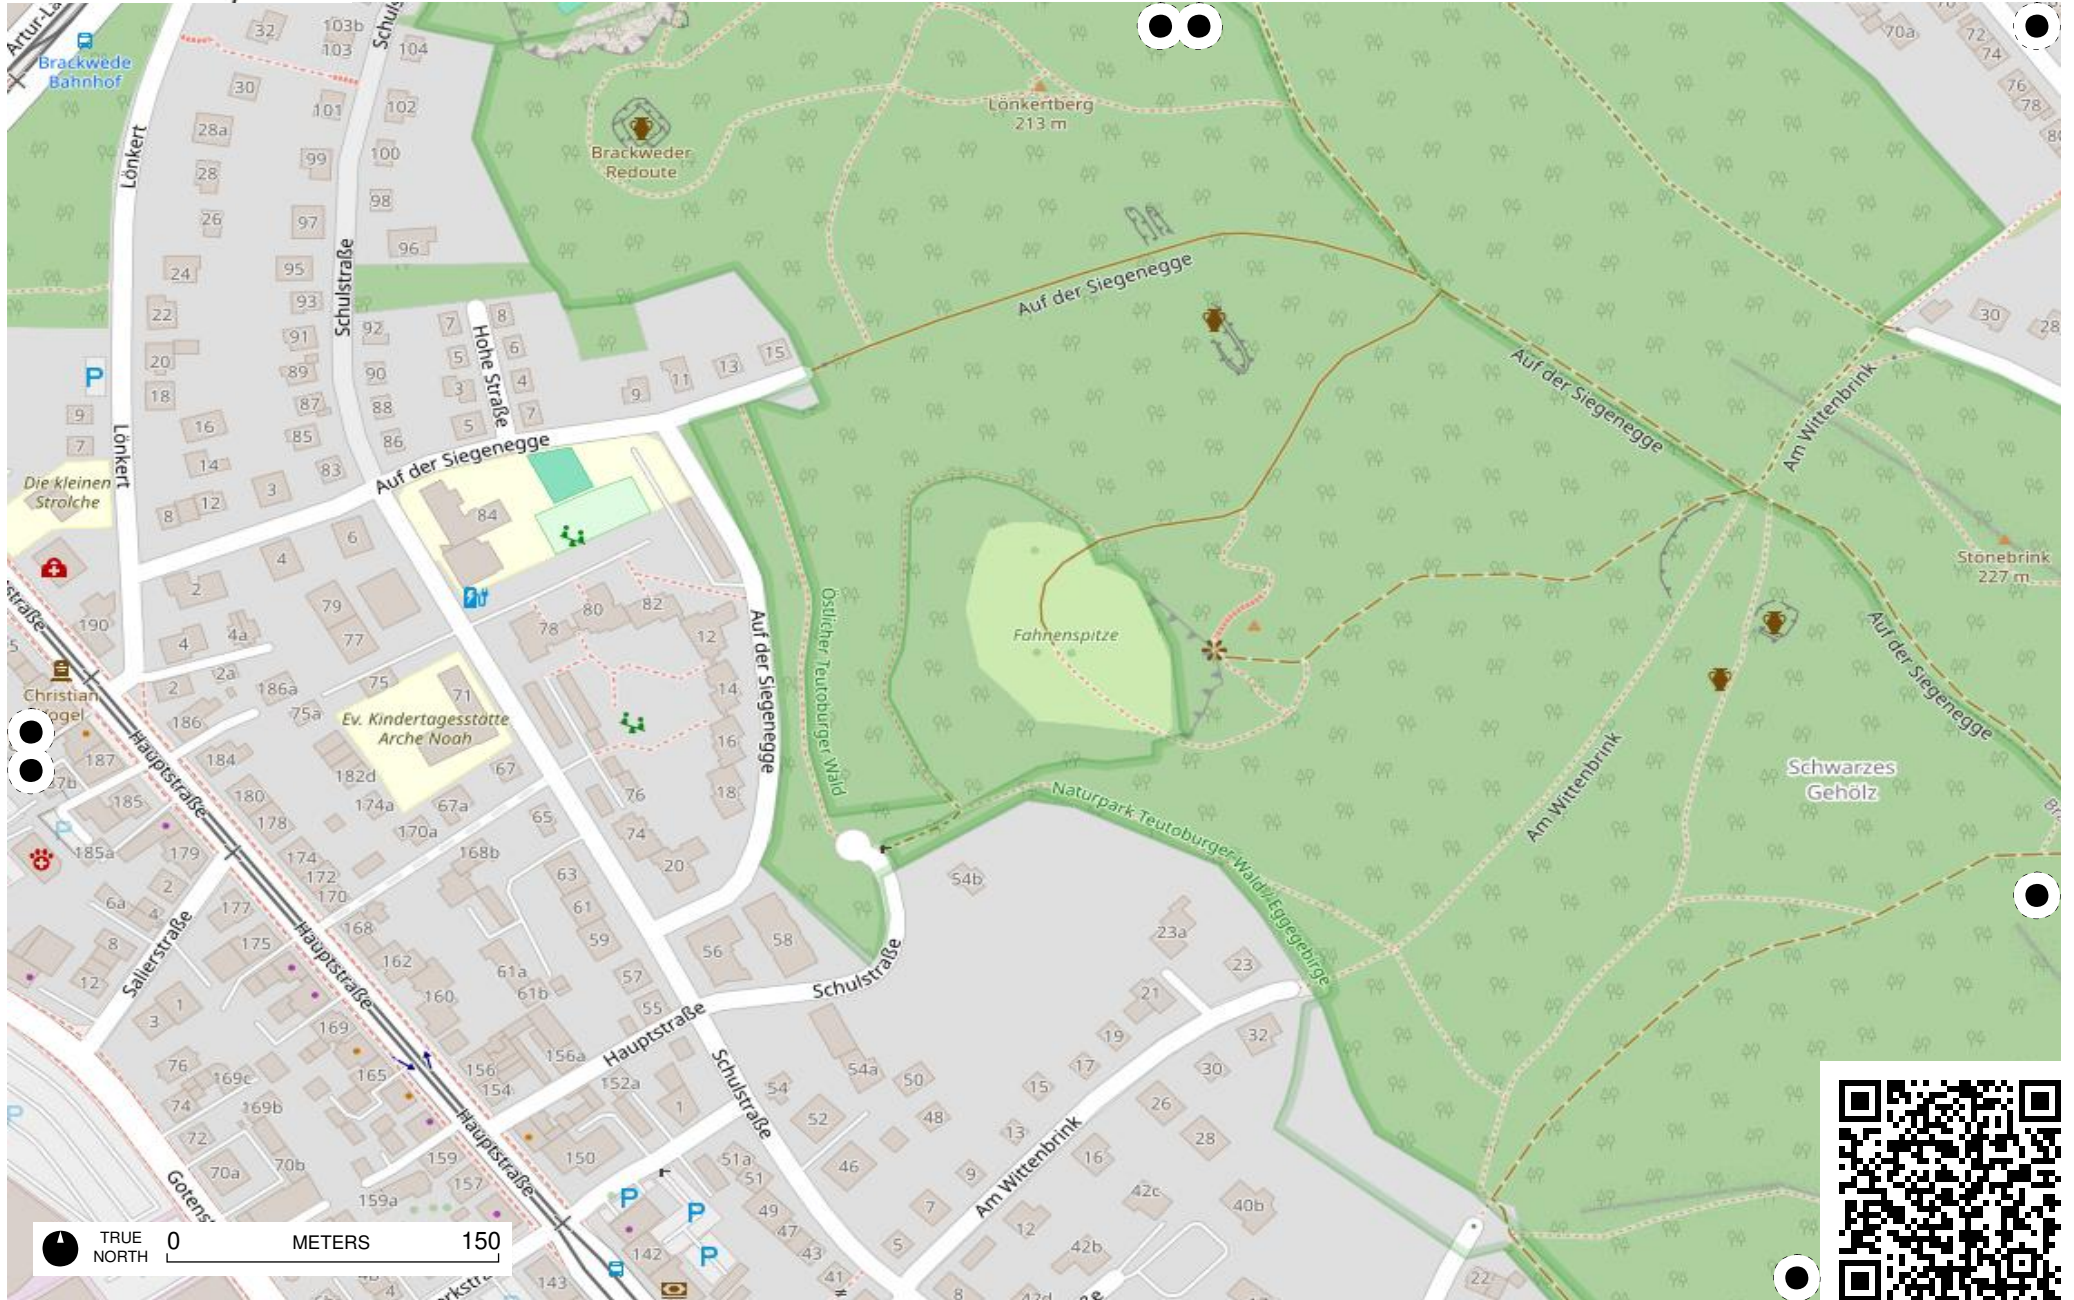 32
103b
103
104
Brackwede
Bahnhof
30
101
102
28a
Lönkert
99
100
28
98
26
97
96
24
95
Schulstraße
93
22
92
91
20
89
90
18
87
88
9
7
16
85
86
14
83
Lönkert
Die kleinen
Strolche
3
8
12
P
Hohe Straße
7
8
5
6
3
4
5
7
9
11
13
15
Auf der Siegenegge
84
Brackweder
Redoute
Lönkertberg
213 m
Auf der Siegenegge
Auf der Siegenegge
Am Wittenbrink
70a
72
74
76
78
30
28
Stönebrink
227 m
Auf der Siegenegge
Schwarzes
Gehölz
Am Wittenbrink
Fahnenspitze
Östlicher Teutoburger Wald
Naturpark Teutoburger Wald / Eggegebirge
Auf der Siegenegge
6
4
2
79
77
190
4
4a
2a
2
186a
186
75
75a
71
Ev. Kindertagesstätte
Arche Noah
78
80
82
12
14
16
18
76
74
20
67
67a
65
182d
174a
170a
184
180
178
187
185
185a
179
Christian
Hauptstraße
174
172
170
168
168b
63
61
59
57
55
61a
61b
56
58
54b
177
175
2
6a
4
8
12
Salierstraße
1
3
Hauptstraße
162
160
169
165
156
154
156a
152a
Hauptstraße
Schulstraße
Schulstraße
23a
23
21
19
17
15
13
32
30
26
28
16
9
7
5
12
42c
42b
40b
Am Wittenbrink
54a
54
50
52
48
46
51a
51
49
47
43
41
1
150
159
157
159a
Hauptstraße
76
74
72
70a
70b
169c
169b
P
P
P
142
143
22
8
TRUE
NORTH
0
METERS
150